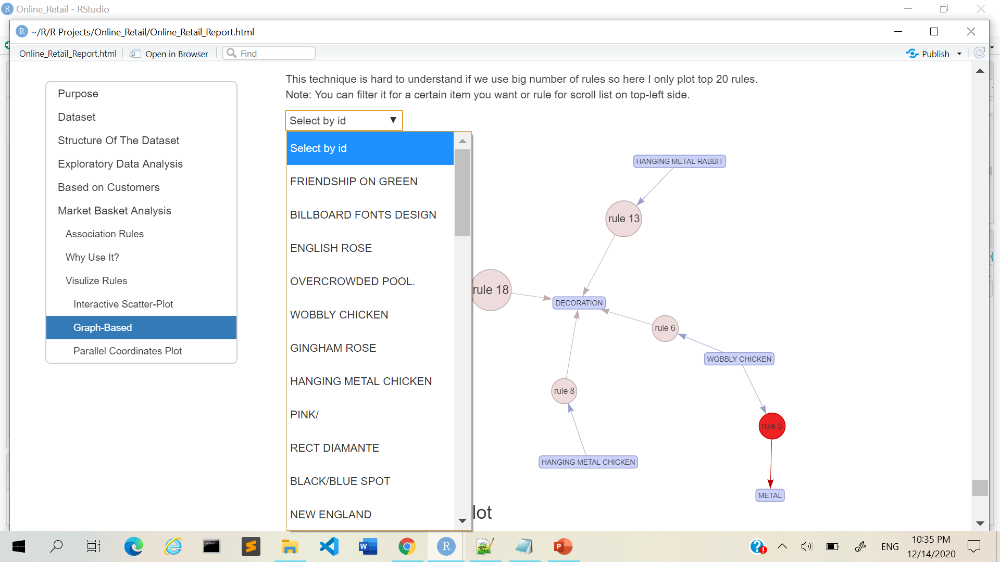 Online_Retail - RStudio
~/R/R Projects/Online_Retail/Online_Retail_Report.html
Online_Retail_Report.html
Open in Browser
Find
Publish
Purpose
Dataset
Structure Of The Dataset
Exploratory Data Analysis
Based on Customers
Market Basket Analysis
Association Rules
Why Use It?
Visulize Rules
Interactive Scatter-Plot
Graph-Based
Parallel Coordinates Plot
This technique is hard to understand if we use big number of rules so here I only plot top 20 rules.
Note: You can filter it for a certain item you want or rule for scroll list on top-left side.
Select by id
Select by id
FRIENDSHIP ON GREEN
BILLBOARD FONTS DESIGN
ENGLISH ROSE
OVERCROWDED POOL.
WOBBLY CHICKEN
GINGHAM ROSE
HANGING METAL CHICKEN
PINK/
RECT DIAMANTE
BLACK/BLUE SPOT
NEW ENGLAND
HANGING METAL RABBIT
rule 13
rule 18
DECORATION
rule 6
WOBBLY CHICKEN
rule 8
rule 5
HANGING METAL CHICKEN
METAL
lot
ENG
10:35 PM
12/14/2020